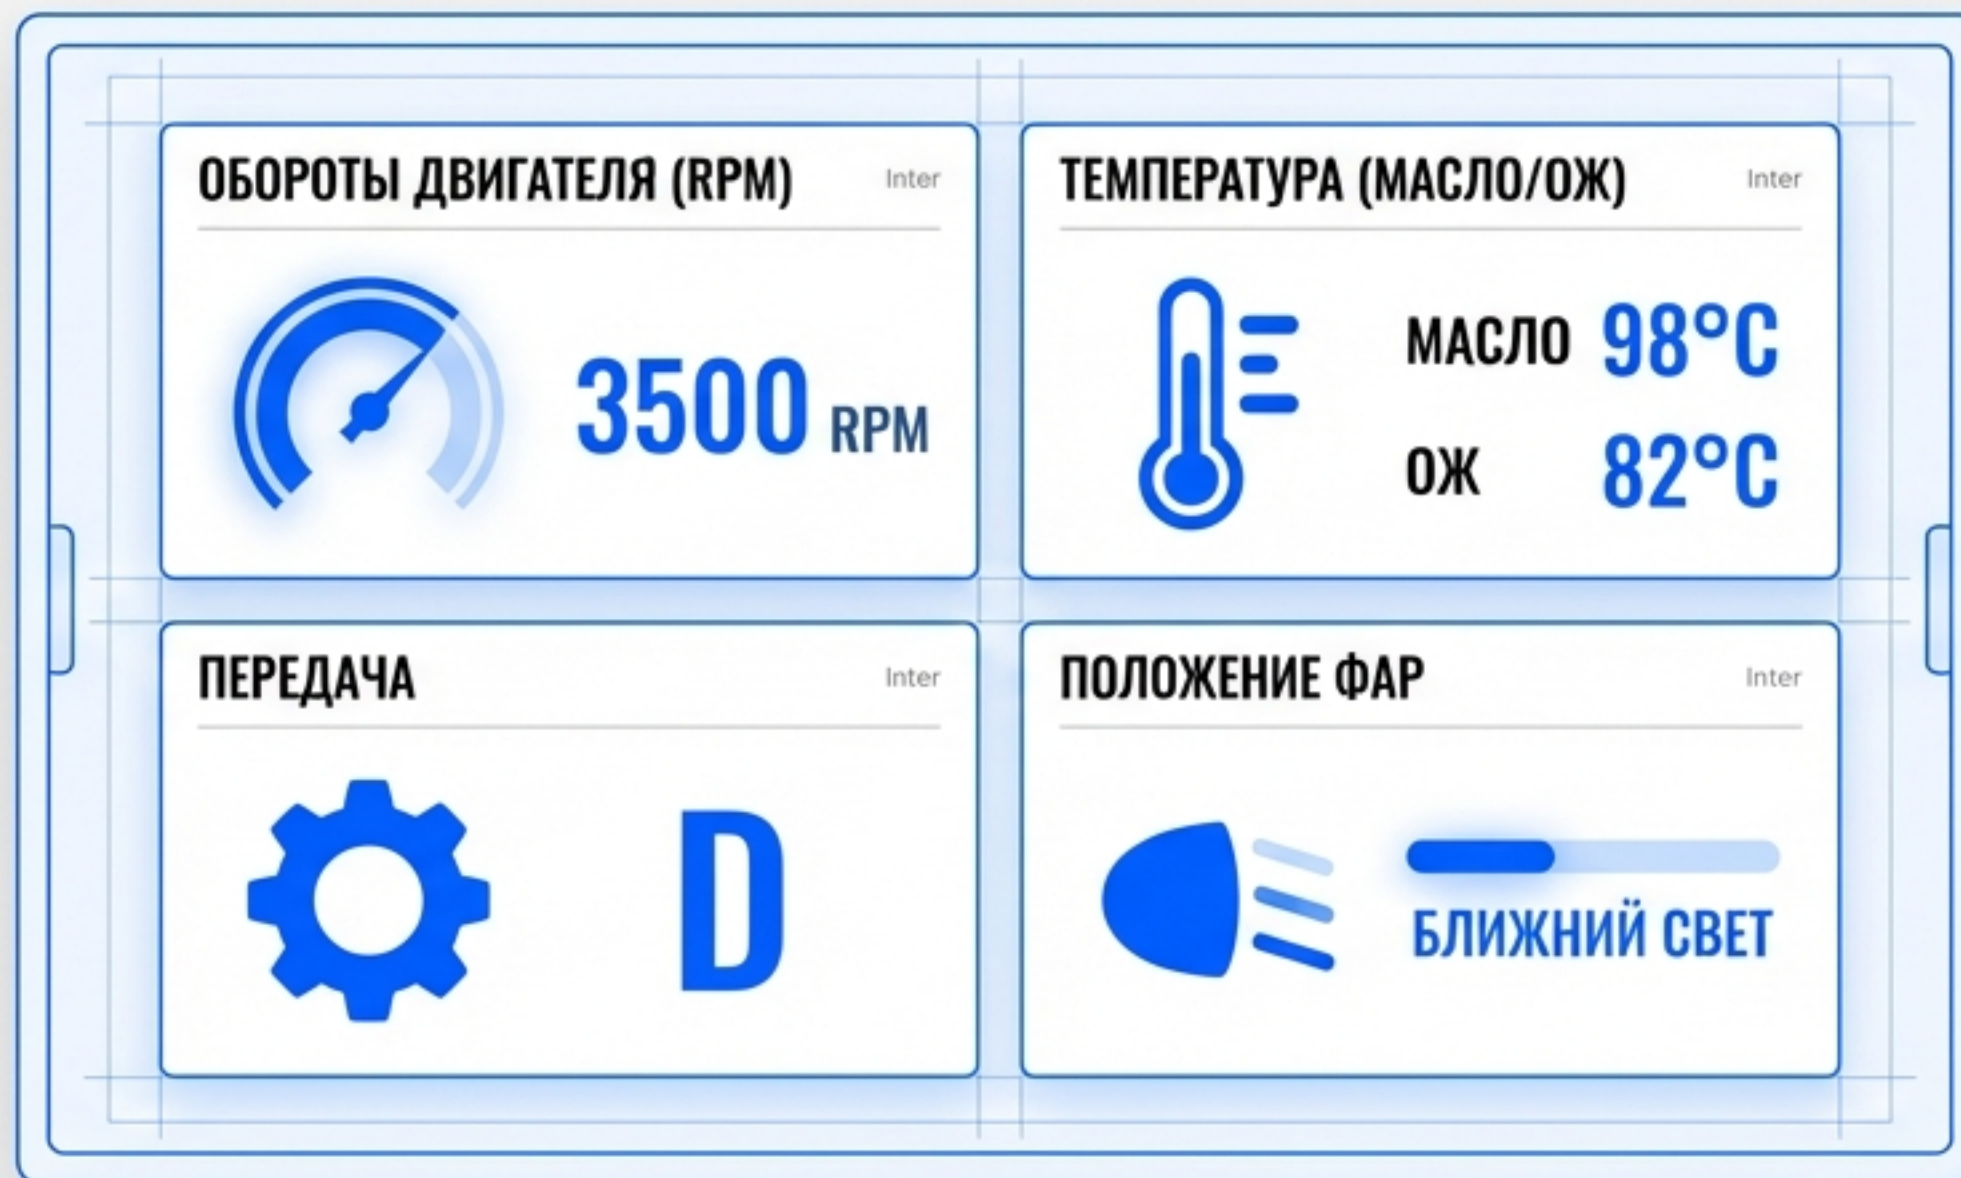 ОБОРОТЫ ДВИГАТЕЛЯ (RPM) Inter
3500 RPM
ТЕМПЕРАТУРА (МАСЛО/ОЖ) Inter
МАСЛО 98°C
ОЖ 82°C
ПЕРЕДАЧА Inter
D
ПОЛОЖЕНИЕ ФАР Inter
БЛИЖНИЙ СВЕТ